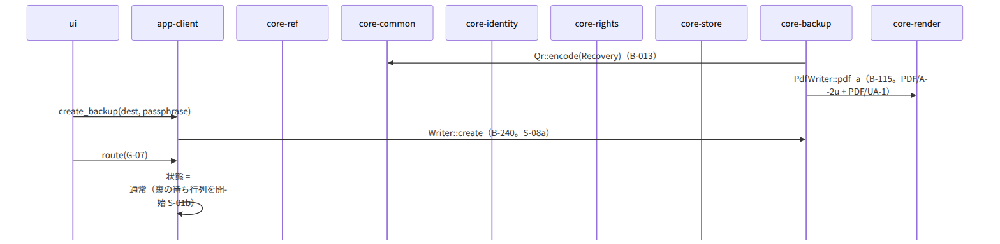 ui
app-client
core-ref
core-common
core-identity
core-rights
core-store
core-backup
core-render
Qr::encode(Recovery)（B-013）
PdfWriter::pdf_a（B-115。PDF/A-
-2u + PDF/UA-1）
create_backup(dest, passphrase)
Writer::create（B-240。S-08a）
route(G-07)
状態 =
通常（裏の待ち行列を開-
始 S-01b）